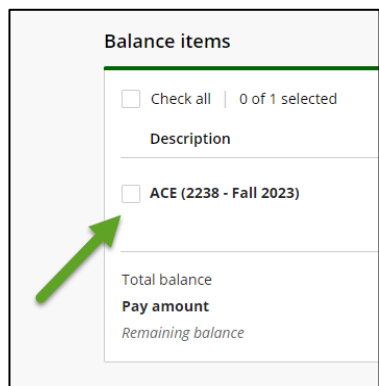 Balance items
Check all | 0 of 1 selected
Description
ACE (2238 - Fall 2023)
Total balance
Pay amount
Remaining balance